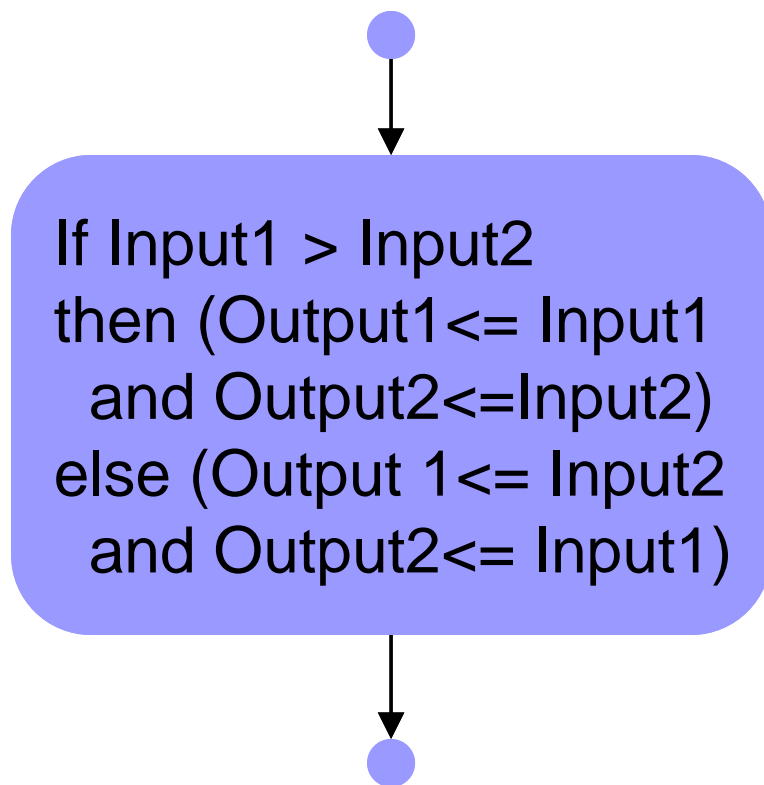 If Input1 > Input2
then (Output1<= Input1
and Output2<=Input2)
else (Output 1<= Input2
and Output2<= Input1)